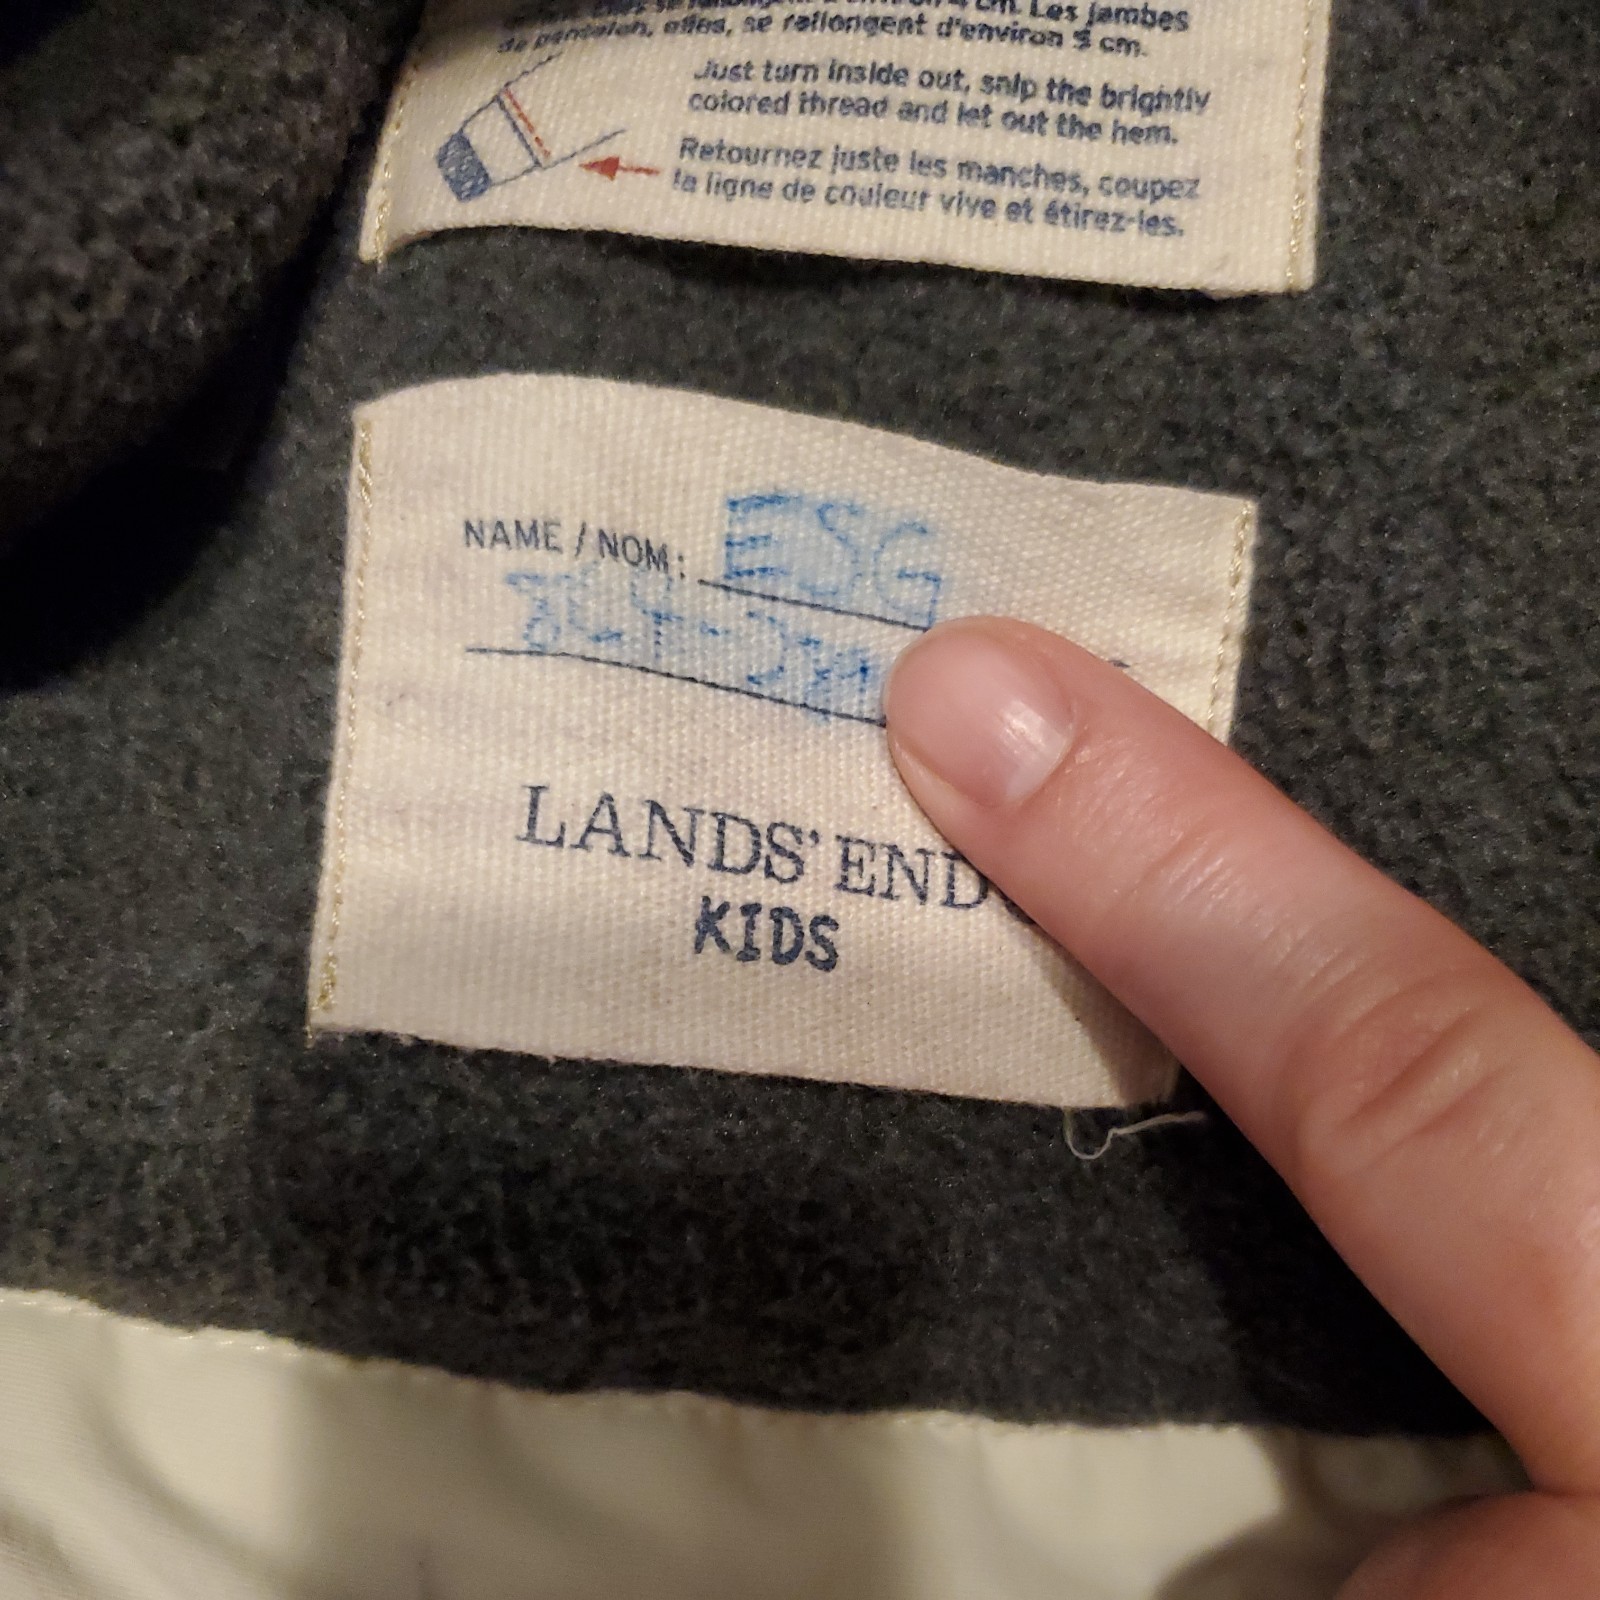 Les jambes
de pantalon, elles, se rallongent d'environ 5 cm.
Just turn inside out, snip the brightly
colored thread and let out the hem.
Retournez juste les manches, coupez
la ligne de couleur vive et étirez-les.
NAME / NOM: ESG
LANDS' END
KIDS